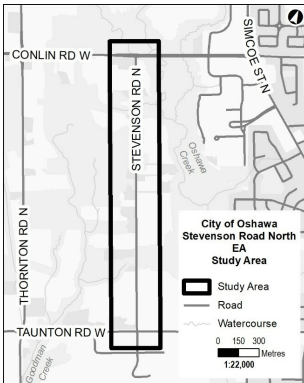 CONLIN RD W
SIMCOE ST N
STEVENSON RD N
Oshawa
Creek
THORNTON RD N
City of Oshawa
Stevenson Road North
EA
Study Area
Study Area
Road
Watercourse
0 150 300
Metres
1:22,000
TAUNTON RD W
Goodman
Creek